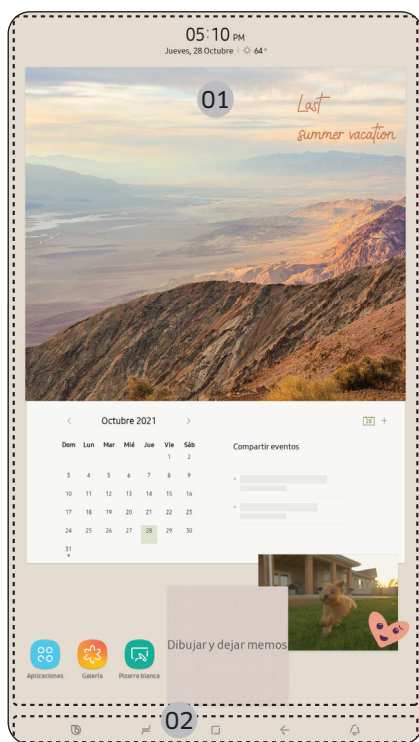 05:10 PM
Jueves, 28 Octubre 64°
01
Last
summer vacation
< Octubre 2021 >
28 +
Dom Lun Mar Mié Jue Vie Sáb
1 2
3 4 5 6 7 8 9
10 11 12 13 14 15 16
17 18 19 20 21 22 23
24 25 26 27 28 29 30
31
Compartir eventos
Dibujar y dejar memos
Aplicaciones Galería Pizarra blanca
02